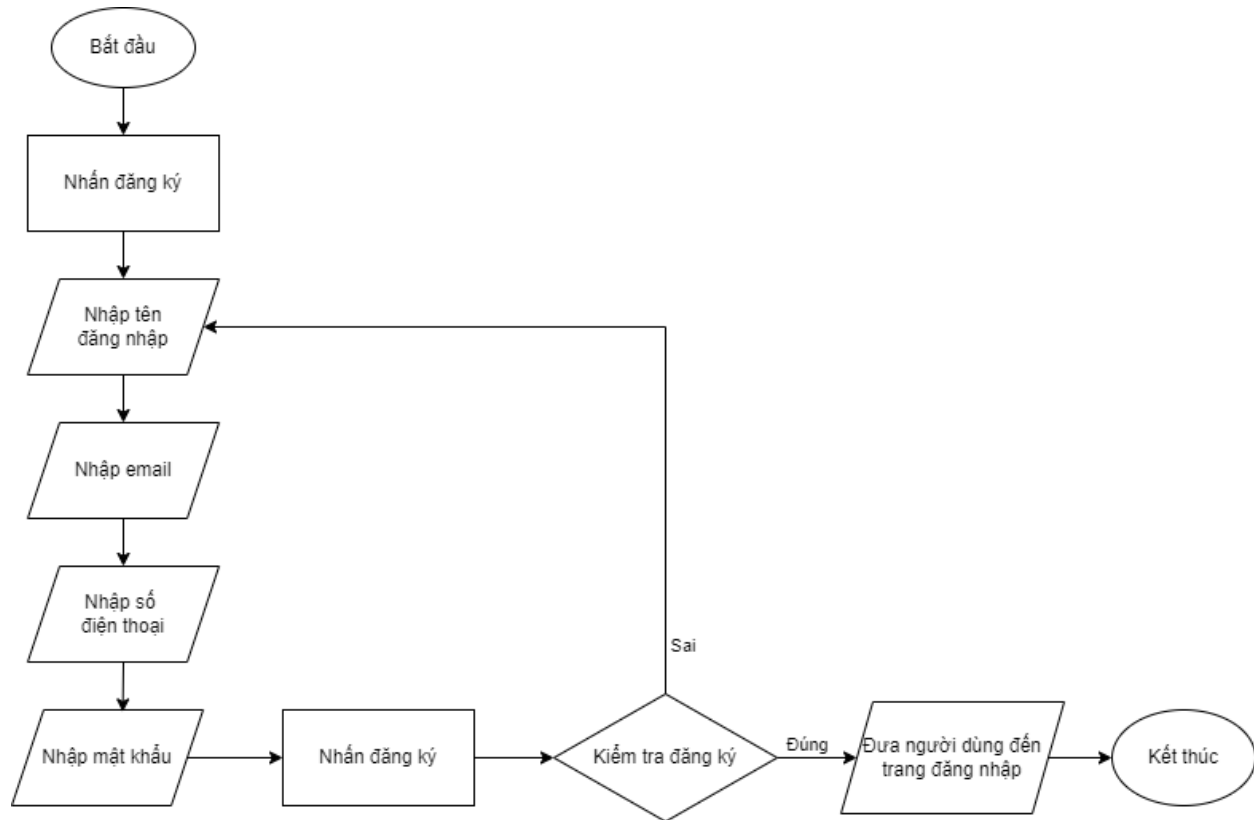 Bắt đầu
Nhấn đăng ký
Nhập tên
đăng nhập
Nhập email
Nhập số
điện thoại
Nhập mật khẩu
Nhấn đăng ký
Kiểm tra đăng ký
Sai
Đúng
Đưa người dùng đến
trang đăng nhập
Kết thúc